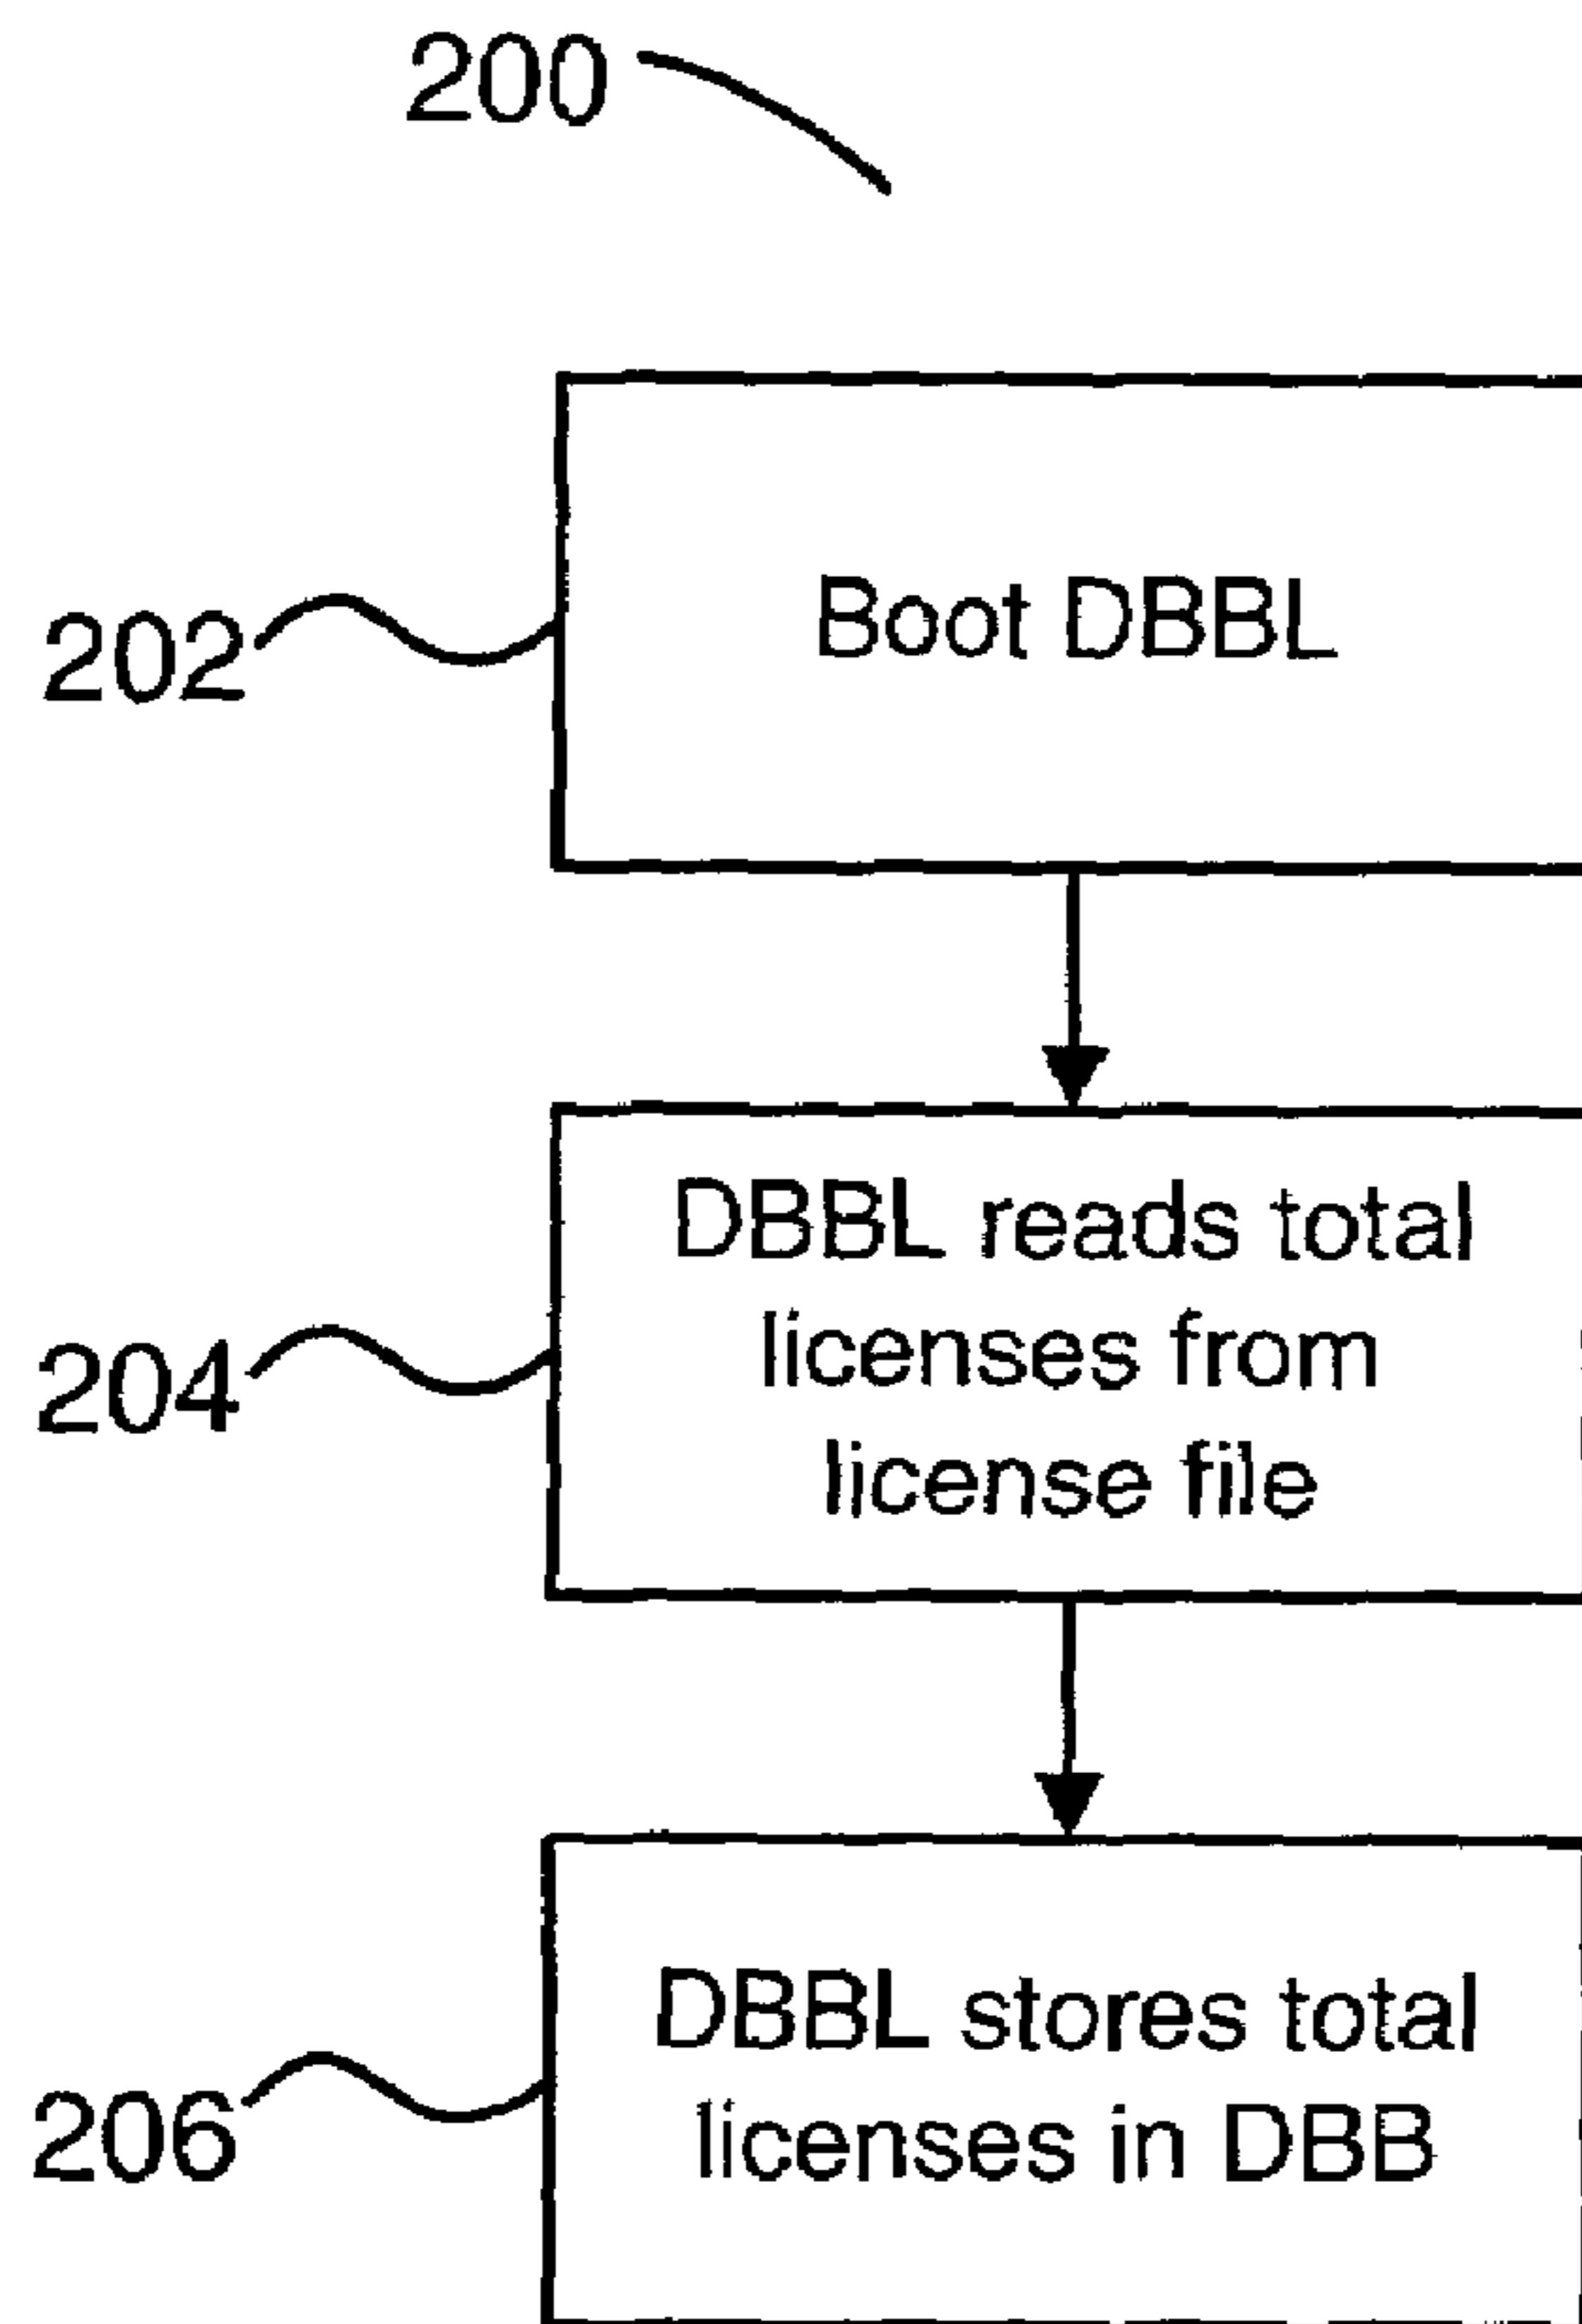 200
202
Boot DBBL
204
DBBL reads total
licenses from
license file
206
DBBL stores total
licenses in DBB